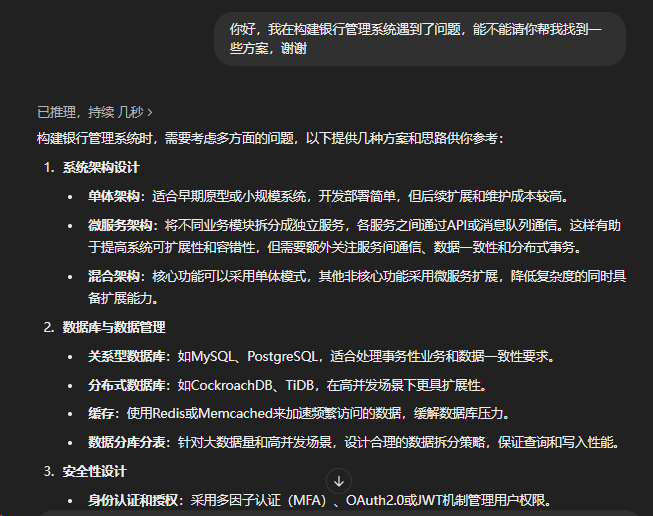 你好，我在构建银行管理系统遇到了问题，能不能请你帮我找到一
些方案，谢谢
已推理，持续 几秒 >
构建银行管理系统时，需要考虑多方面的问题，以下提供几种方案和思路供你参考：
1. 系统架构设计
• 单体架构：适合早期原型或小规模系统，开发部署简单，但后续扩展和维护成本较高。
• 微服务架构：将不同业务模块拆分成独立服务，各服务之间通过API或消息队列通信。这样有助
于提高系统可扩展性和容错性，但需要额外关注服务间通信、数据一致性和分布式事务。
• 混合架构：核心功能可以采用单体模式，其他非核心功能采用微服务扩展，降低复杂度的同时具
备扩展能力。
2. 数据库与数据管理
• 关系型数据库：如MySQL、PostgreSQL，适合处理事务性业务和数据一致性要求。
• 分布式数据库：如CockroachDB、TiDB，在高并发场景下更具扩展性。
• 缓存：使用Redis或Memcached来加速频繁访问的数据，缓解数据库压力。
• 数据分库分表：针对大数据量和高并发场景，设计合理的数据拆分策略，保证查询和写入性能。
3. 安全性设计
• 身份认证和授权：采用多因子认证（MFA）、OAuth2.0或JWT机制管理用户权限。